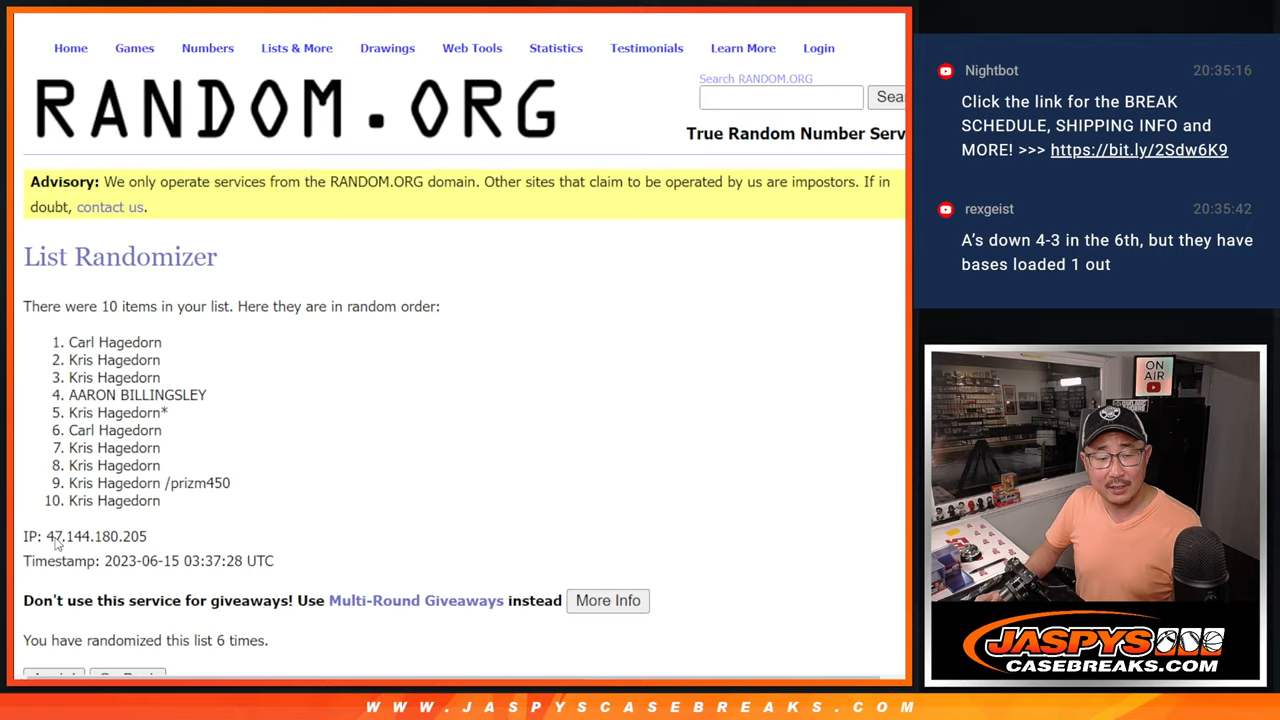 Home Games Numbers Lists & More Drawings Web Tools Statistics Testimonials Learn More Login
RANDOM.ORG
Search RANDOM.ORG
True Random Number Serv
Advisory: We only operate services from the RANDOM.ORG domain. Other sites that claim to be operated by us are impostors. If in
doubt, contact us.
List Randomizer
There were 10 items in your list. Here they are in random order:
1. Carl Hagedorn
2. Kris Hagedorn
3. Kris Hagedorn
4. AARON BILLINGSLEY
5. Kris Hagedorn*
6. Carl Hagedorn
7. Kris Hagedorn
8. Kris Hagedorn
9. Kris Hagedorn /prizm450
10. Kris Hagedorn
IP: 47.144.180.205
Timestamp: 2023-06-15 03:37:28 UTC
Don't use this service for giveaways! Use Multi-Round Giveaways instead More Info
You have randomized this list 6 times.
Nightbot 20:35:16
Click the link for the BREAK
SCHEDULE, SHIPPING INFO and
MORE! >>> https://bit.ly/2Sdw6K9
rexgeist 20:35:42
A's down 4-3 in the 6th, but they have
bases loaded 1 out
ON
AIR
JASPYS
CASEBREAKS.COM
WWW.JASPYSCASEBREAKS.COM